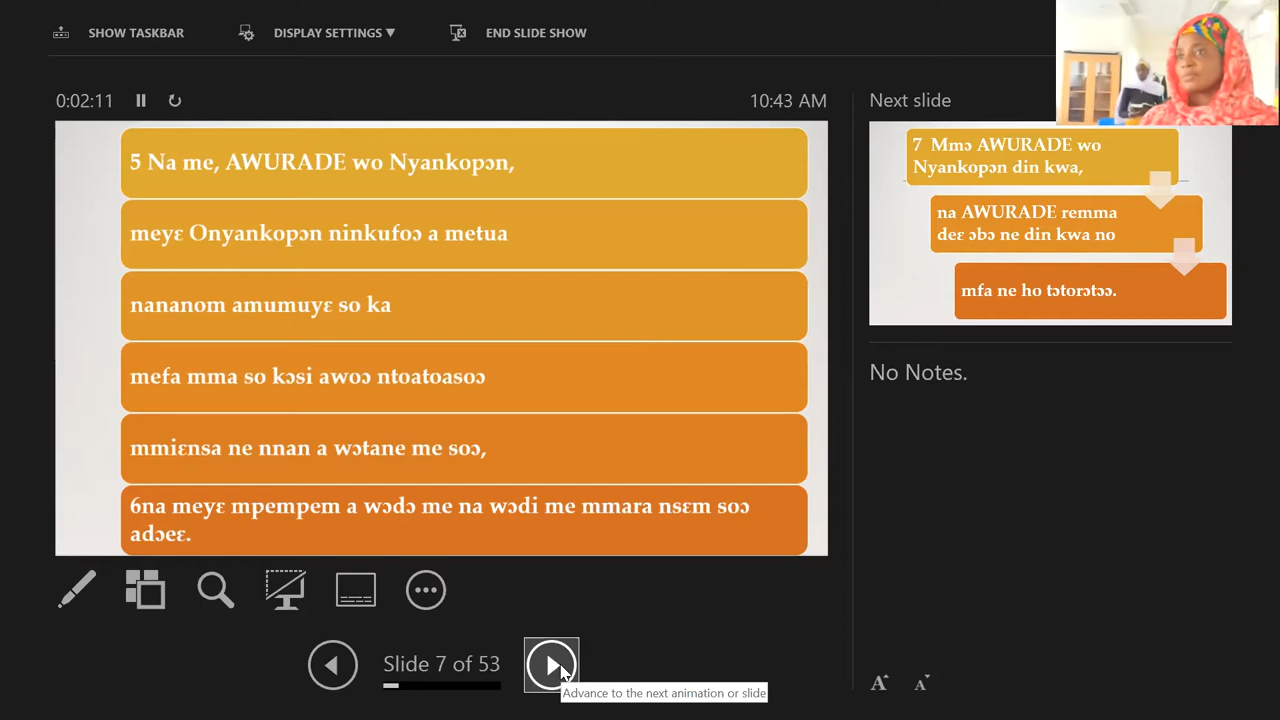 SHOW TASKBAR
DISPLAY SETTINGS ▼
END SLIDE SHOW
0:02:11
10:43 AM
5 Na me, AWURADE wo Nyankopɔn,
meyɛ Onyankopɔn ninkufoɔ a metua
nananom amumuyɛ so ka
mefa mma so kɔsi awoɔ ntoatoasoɔ
mmiɛnsa ne nnan a wɔtane me soɔ,
6na meyɛ mpempem a wɔdɔ me na wɔdi me mmara nsɛm soɔ
adɔeɛ.
Next slide
7 Mmɔ AWURADE wo
Nyankopɔn din kwa,
na AWURADE remma
deɛ ɔbɔ ne din kwa no
mfa ne ho tɔtorɔtɔɔ.
No Notes.
Slide 7 of 53
Advance to the next animation or slide
A A